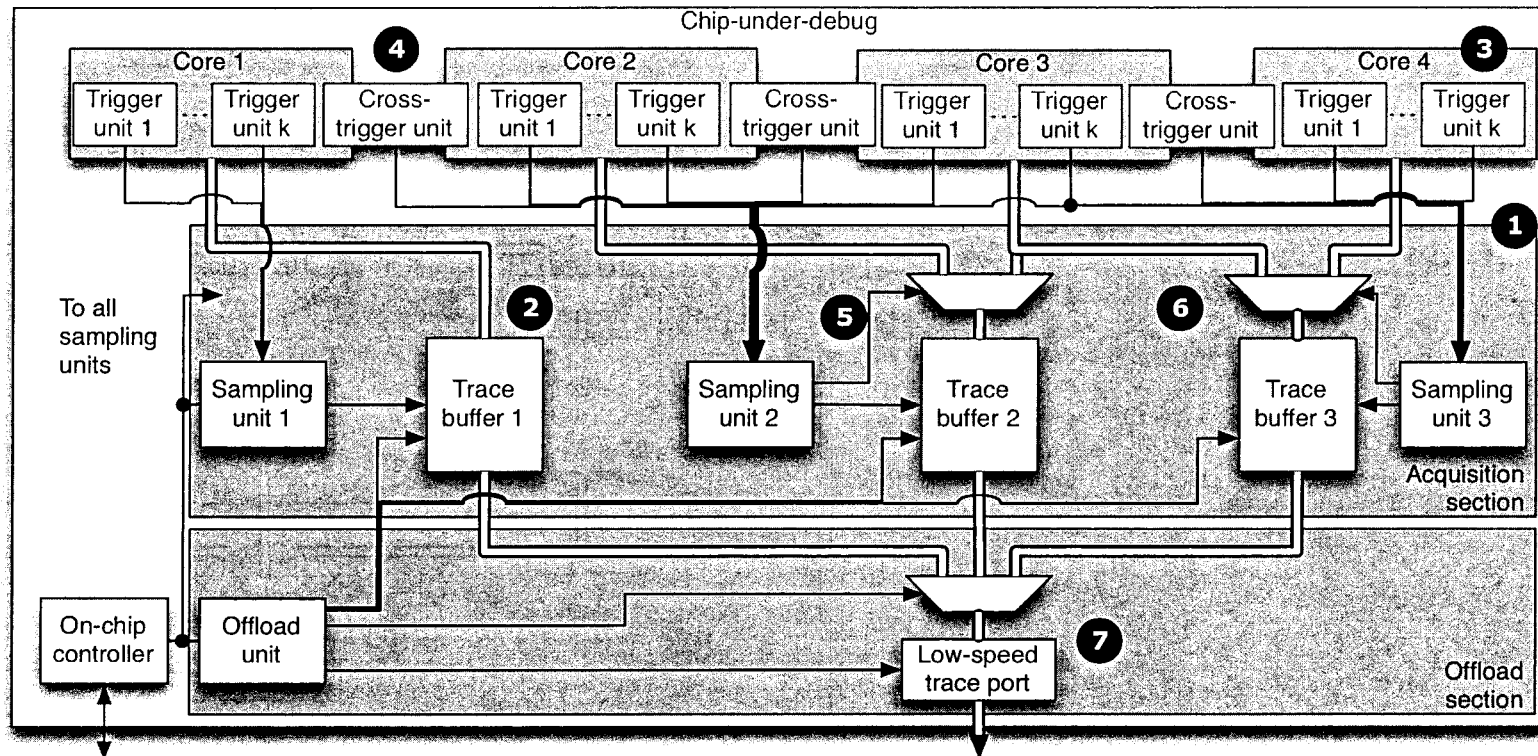 Chip-under-debug
Core 1
4
Core 2
Core 3
Core 4
3
Trigger
unit 1
Trigger
unit k
Cross-
trigger unit
Trigger
unit 1
Trigger
unit k
Cross-
trigger unit
Trigger
unit 1
Trigger
unit k
Cross-
trigger unit
Trigger
unit 1
Trigger
unit k
1
To all
sampling
units
2
5
6
Sampling
unit 1
Trace
buffer 1
Sampling
unit 2
Trace
buffer 2
Trace
buffer 3
Sampling
unit 3
Acquisition
section
On-chip
controller
Offload
unit
7
Low-speed
trace port
Offload
section